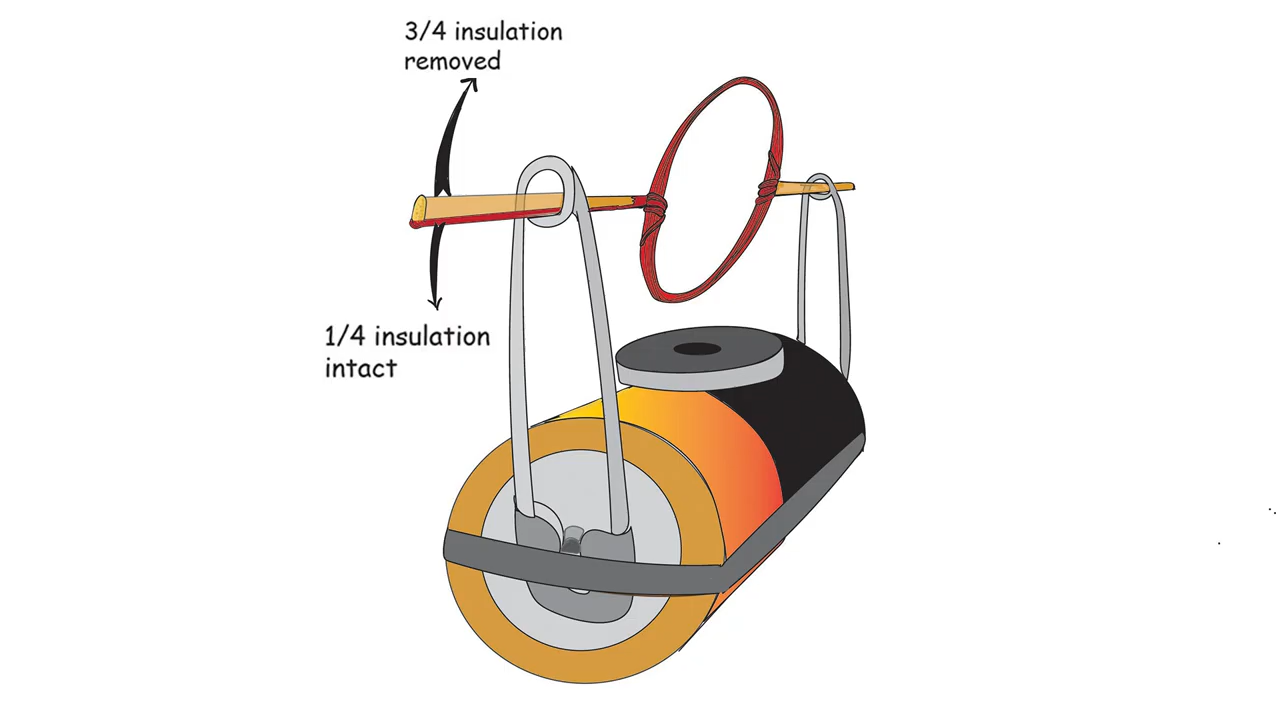 3/4 insulation
removed
1/4 insulation
intact